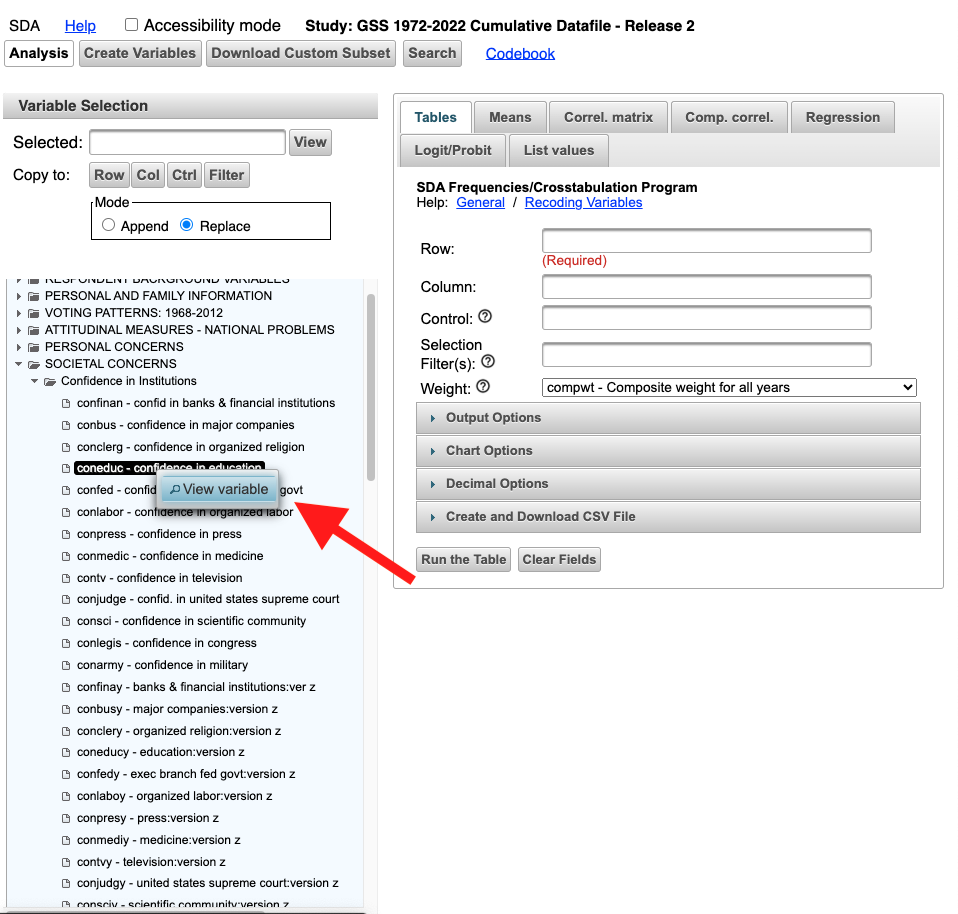 SDA Help Accessibility mode Study: GSS 1972-2022 Cumulative Datafile - Release 2
Analysis Create Variables Download Custom Subset Search Codebook
Variable Selection
Selected: View
Copy to: Row Col Ctrl Filter
Mode
Append Replace
RESPONDENT BACKGROUND VARIABLES
PERSONAL AND FAMILY INFORMATION
VOTING PATTERNS: 1968-2012
ATTITUDINAL MEASURES - NATIONAL PROBLEMS
PERSONAL CONCERNS
SOCIETAL CONCERNS
Confidence in Institutions
confinan - confid in banks & financial institutions
conbus - confidence in major companies
conclerg - confidence in organized religion
coneduc - confidence in education
View variable
confed - confid govt
conlabor - confidence in organized labor
conpress - confidence in press
conmedic - confidence in medicine
contv - confidence in television
conjudge - confid. in united states supreme court
consci - confidence in scientific community
conlegis - confidence in congress
conarmy - confidence in military
confinay - banks & financial institutions:ver z
conbusy - major companies:version z
conclery - organized religion:version z
coneducy - education:version z
confedy - exec branch fed govt:version z
conlaboy - organized labor:version z
conpresy - press:version z
conmediy - medicine:version z
contvy - television:version z
conjudgy - united states supreme court:version z
consciy - scientific community:version z
Tables Means Correl. matrix Comp. correl. Regression
Logit/Probit List values
SDA Frequencies/Crosstabulation Program
Help: General / Recoding Variables
Row:
(Required)
Column:
Control:
Selection
Filter(s):
Weight: compwt - Composite weight for all years
Output Options
Chart Options
Decimal Options
Create and Download CSV File
Run the Table Clear Fields